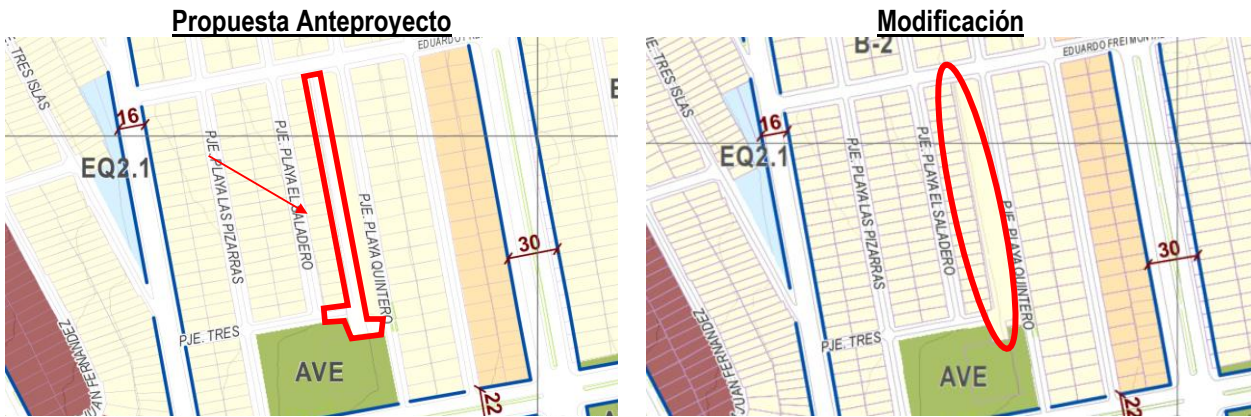 Propuesta Anteproyecto
TRES ISLAS
16
EQ2.1
PJE. PLAYA LAS PIZARRAS
PJE. PLAYA EL SALADERO
PJE. PLAYA QUINTERO
30
PJE. TRES
AVE
22
FERNANDEZ
Modificación
B-2
EDUARDO FREI
TRES ISLAS
16
EQ2.1
PJE. PLAYA LAS PIZARRAS
PJE. PLAYA EL SALADERO
PJE. PLAYA QUINTERO
30
PJE. TRES
AVE
22
JUAN FERNANDEZ